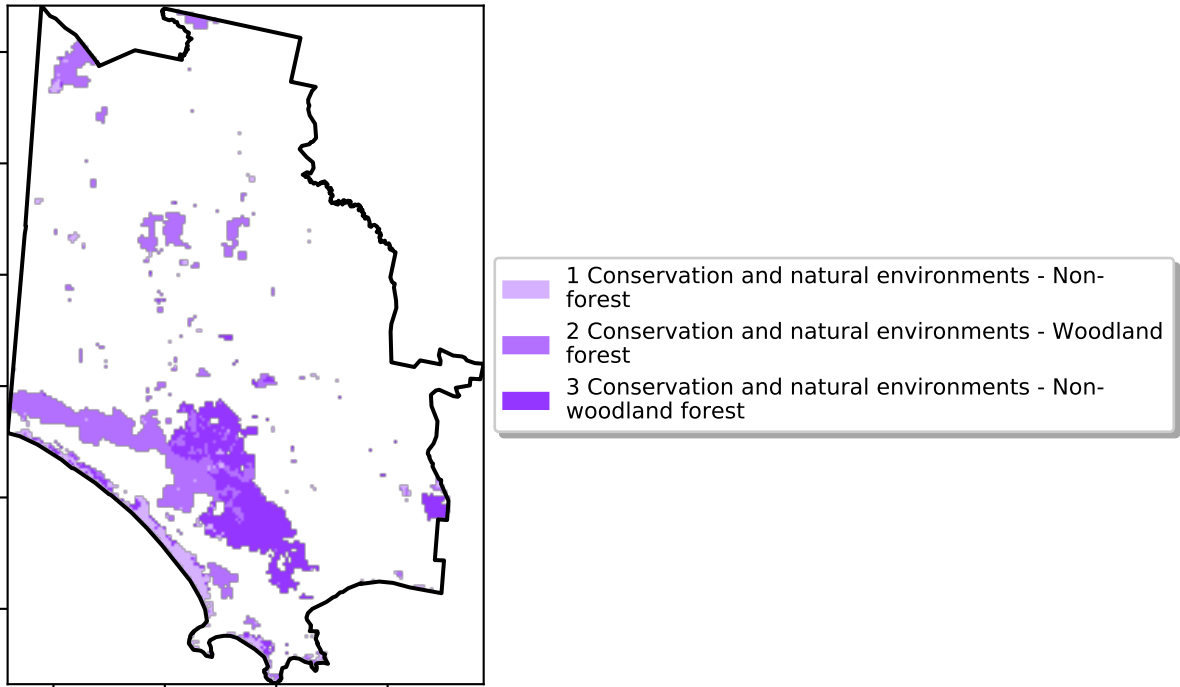 1 Conservation and natural environments - Non-
forest
2 Conservation and natural environments - Woodland
forest
3 Conservation and natural environments - Non-
woodland forest